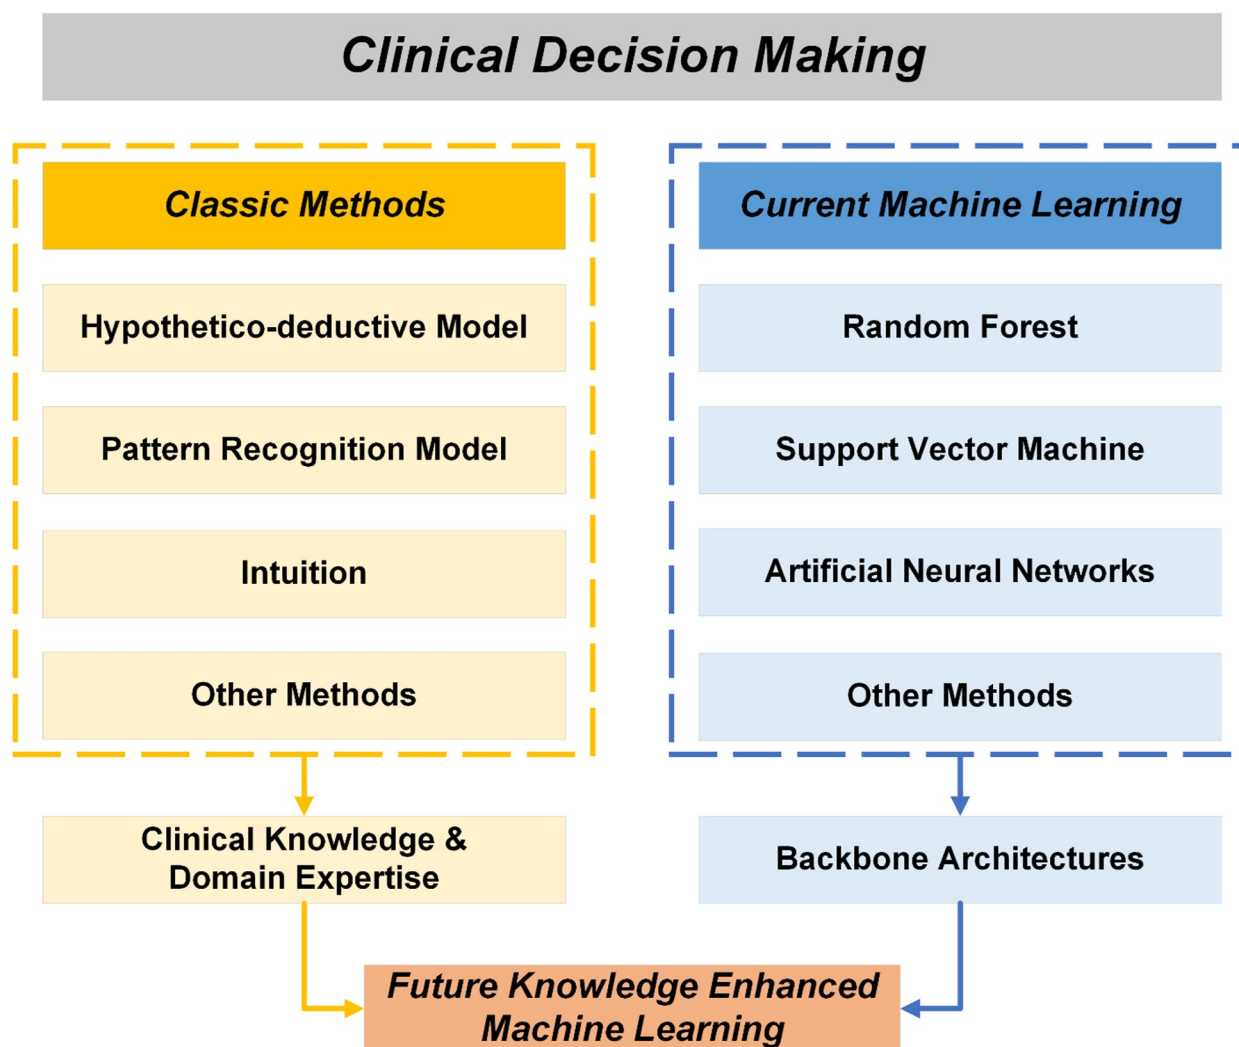 Clinical Decision Making
Classic Methods
Hypothetico-deductive Model
Pattern Recognition Model
Intuition
Other Methods
Clinical Knowledge &
Domain Expertise
Current Machine Learning
Random Forest
Support Vector Machine
Artificial Neural Networks
Other Methods
Backbone Architectures
Future Knowledge Enhanced
Machine Learning